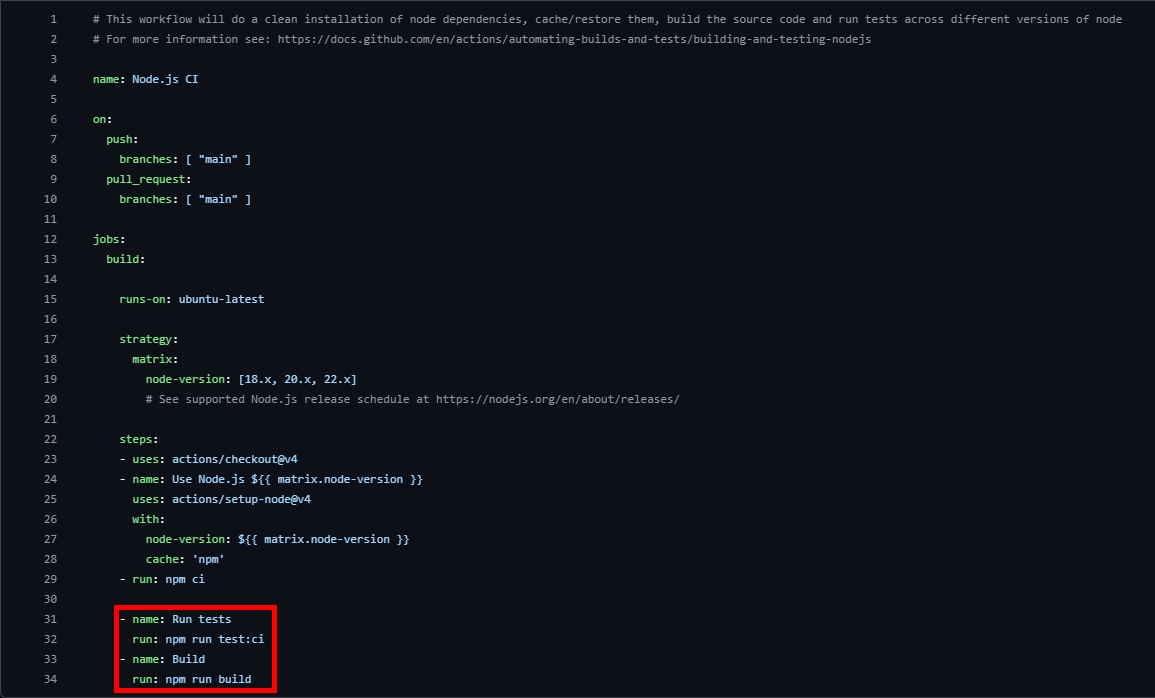 1 # This workflow will do a clean installation of node dependencies, cache/restore them, build the source code and run tests across different versions of node
2 # For more information see: https://docs.github.com/en/actions/automating-builds-and-tests/building-and-testing-nodejs
3
4 name: Node.js CI
5
6 on:
7   push:
8     branches: [ "main" ]
9   pull_request:
10     branches: [ "main" ]
11
12 jobs:
13   build:
14
15     runs-on: ubuntu-latest
16
17     strategy:
18       matrix:
19         node-version: [18.x, 20.x, 22.x]
20         # See supported Node.js release schedule at https://nodejs.org/en/about/releases/
21
22     steps:
23     - uses: actions/checkout@v4
24     - name: Use Node.js ${{ matrix.node-version }}
25       uses: actions/setup-node@v4
26       with:
27         node-version: ${{ matrix.node-version }}
28         cache: 'npm'
29     - run: npm ci
30
31     - name: Run tests
32       run: npm run test:ci
33     - name: Build
34       run: npm run build